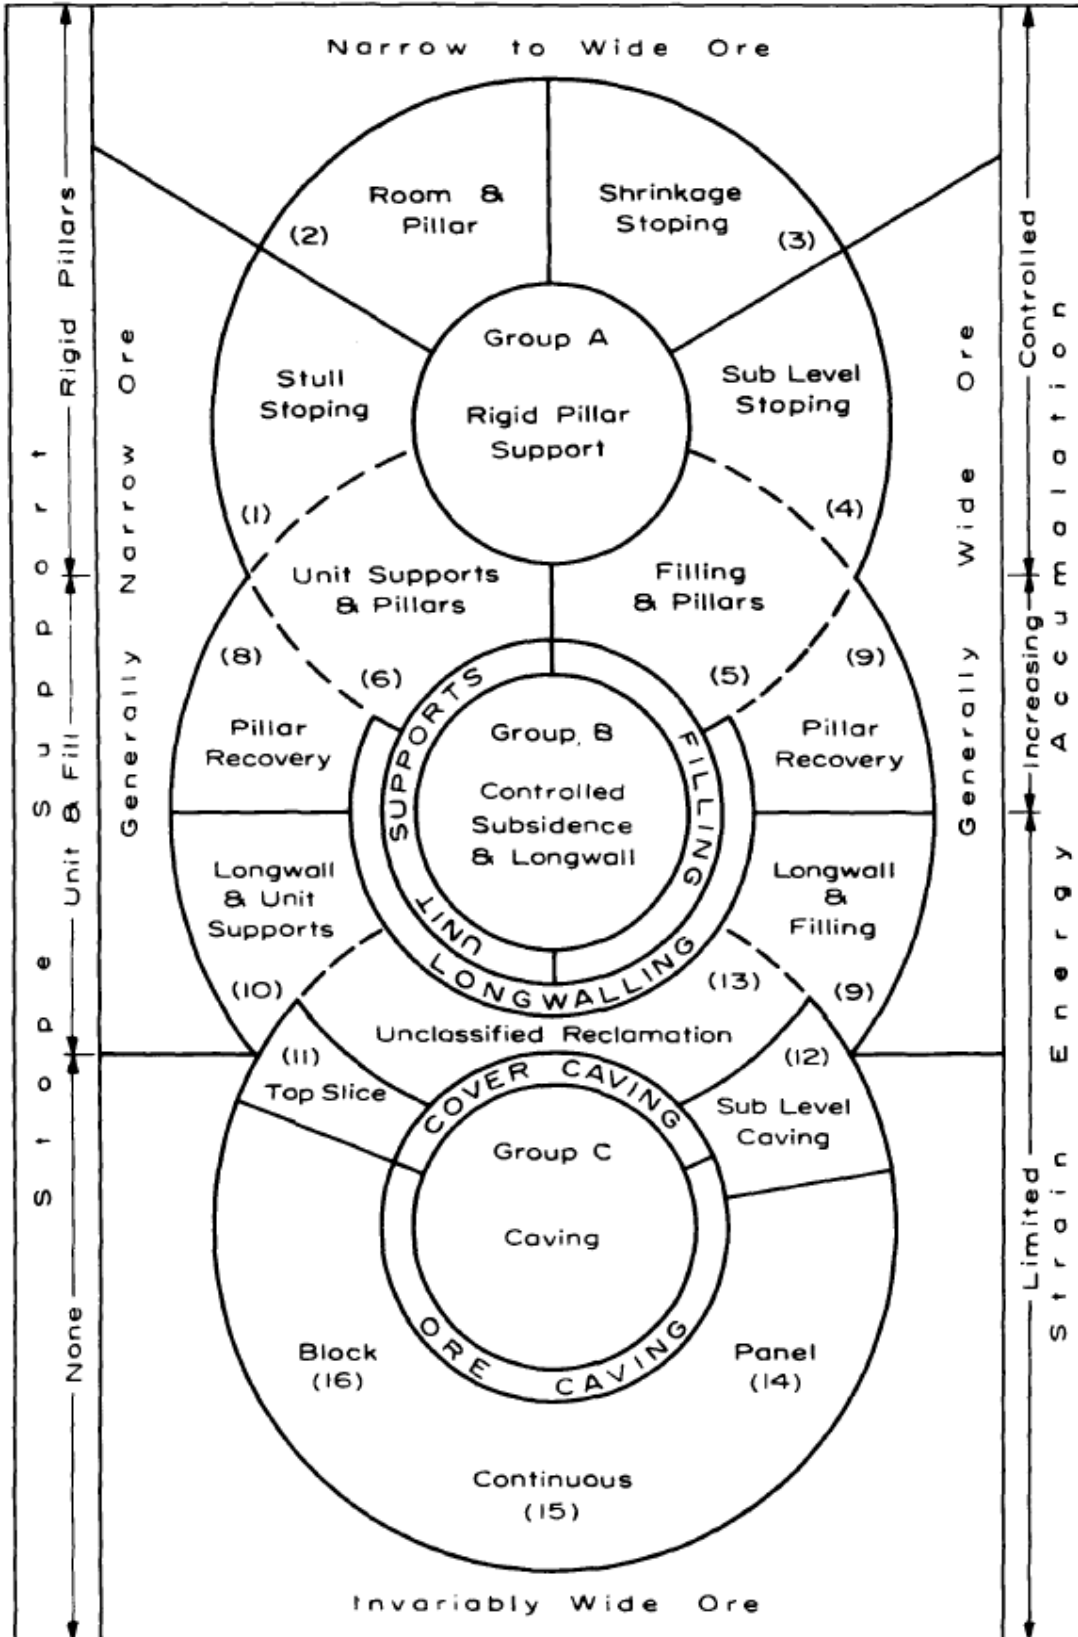 Narrow to Wide Ore
Room &
Pillar
(2)
Shrinkage
Stoping
(3)
Group A
Rigid Pillar
Support
Stull
Stoping
(1)
Sub Level
Stoping
(4)
Unit Supports
& Pillars
(6)
Filling
& Pillars
(5)
(8)
Pillar
Recovery
(9)
Pillar
Recovery
UNIT SUPPORTS
FILLING
LONGWALLING
Group, B
Controlled
Subsidence
& Longwall
Longwall
& Unit
Supports
(10)
Longwall
&
Filling
(9)
(13)
Unclassified Reclamation
(11)
Top Slice
(12)
Sub Level
Caving
COVER CAVING
Group C
Caving
ORE CAVING
Block
(16)
Panel
(14)
Continuous
(15)
Invariably Wide Ore
Stope Support
Rigid Pillars
Unit & Fill
None
Generally Narrow Ore
Generally Wide Ore
Controlled
Increasing
Limited
Strain Energy Accumalation